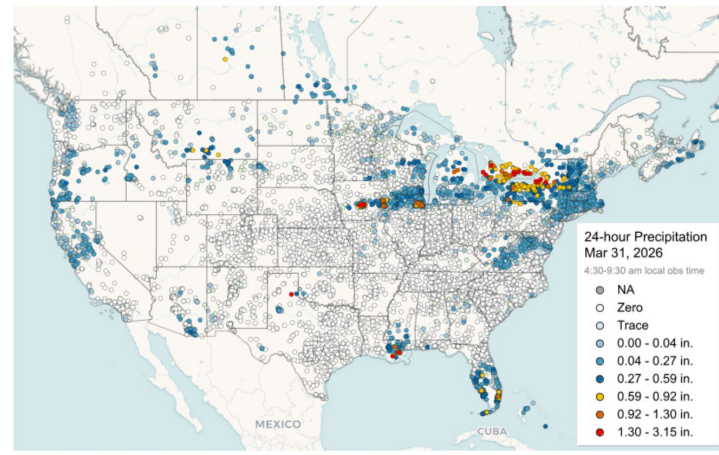 24-hour Precipitation
Mar 31, 2026
4:30-9:30 am local obs time
NA
Zero
Trace
0.00 - 0.04 in.
0.04 - 0.27 in.
0.27 - 0.59 in.
0.59 - 0.92 in.
0.92 - 1.30 in.
1.30 - 3.15 in.
MEXICO
CUBA